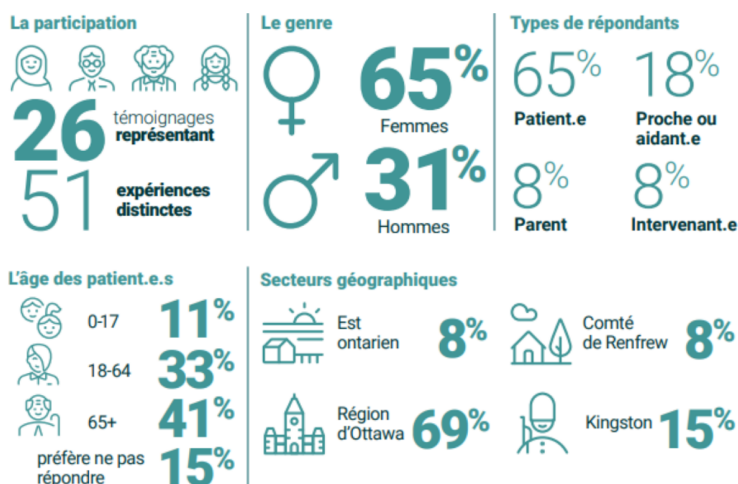 La participation
26 témoignages
représentant
51 expériences
distinctes
Le genre
65%
Femmes
31%
Hommes
Types de répondants
65%
Patient.e
18%
Proche ou
aidant.e
8%
Parent
8%
Intervenant.e
L'âge des patient.e.s
0-17 11%
18-64 33%
65+ 41%
préfère ne pas
répondre 15%
Secteurs géographiques
Est
ontarien 8%
Comté
de Renfrew 8%
Région
d'Ottawa 69%
Kingston 15%